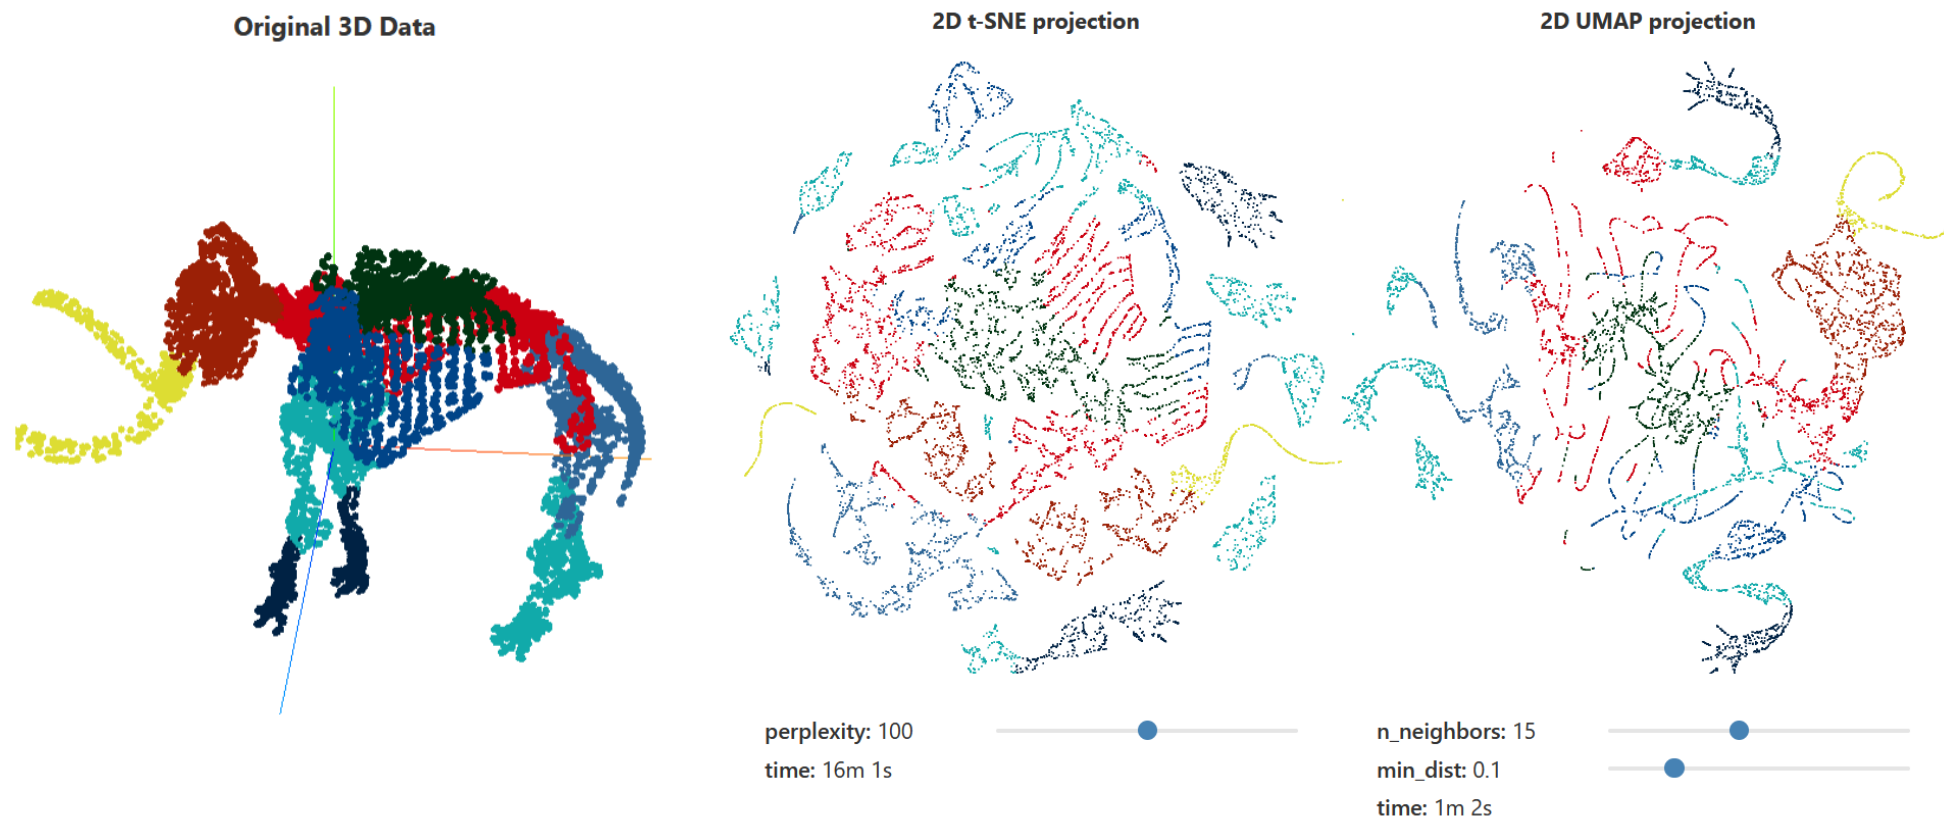 Original 3D Data
2D t-SNE projection
2D UMAP projection
perplexity: 100
time: 16m 1s
n_neighbors: 15
min_dist: 0.1
time: 1m 2s